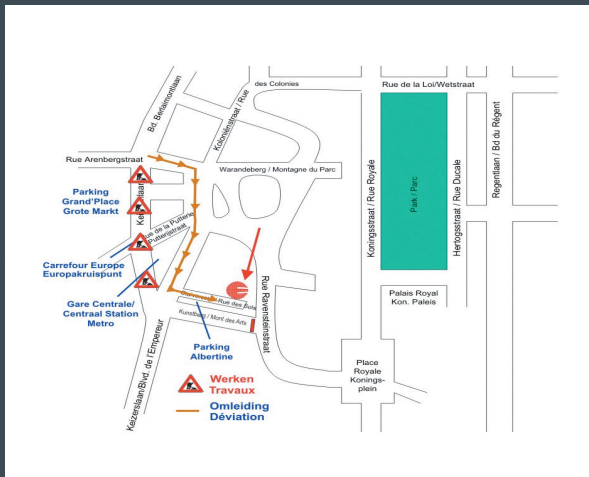 des Colonies
Rue de la Loi/Wetstraat
Bd. Berlaimontlaan
Koloniënstraat / Rue
Rue Arenbergstraat
Warandeberg / Montagne du Parc
Parking
Grand'Place
Grote Markt
Rue de la Putterie
Putterijstraat
Carrefour Europe
Europakruispunt
Gare Centrale/
Centraal Station
Metro
Rue des
Kunstberg / Mont des Arts
Parking
Albertine
Keizerslaan/Blvd. de l'Empereur
Rue Ravensteinstraat
Koningsstraat / Rue Royale
Park / Parc
Hertogsstraat / Rue Ducale
Regentlaan / Bd du Régent
Palais Royal
Kon. Paleis
Place
Royale
Konings-
plein
Werken
Travaux
Omleiding
Déviation